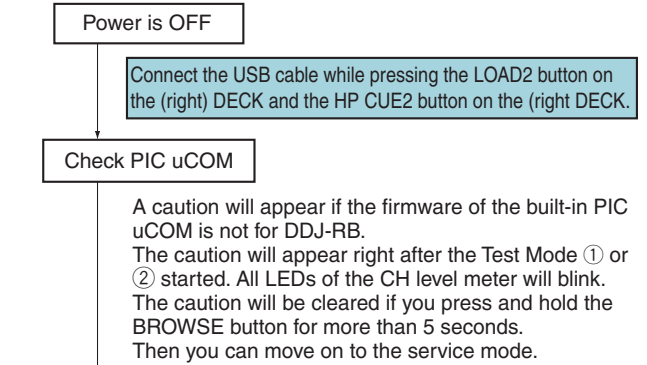 Power is OFF
Connect the USB cable while pressing the LOAD2 button on
the (right) DECK and the HP CUE2 button on the (right DECK.
Check PIC uCOM
A caution will appear if the firmware of the built-in PIC
uCOM is not for DDJ-RB.
The caution will appear right after the Test Mode ① or
② started. All LEDs of the CH level meter will blink.
The caution will be cleared if you press and hold the
BROWSE button for more than 5 seconds.
Then you can move on to the service mode.